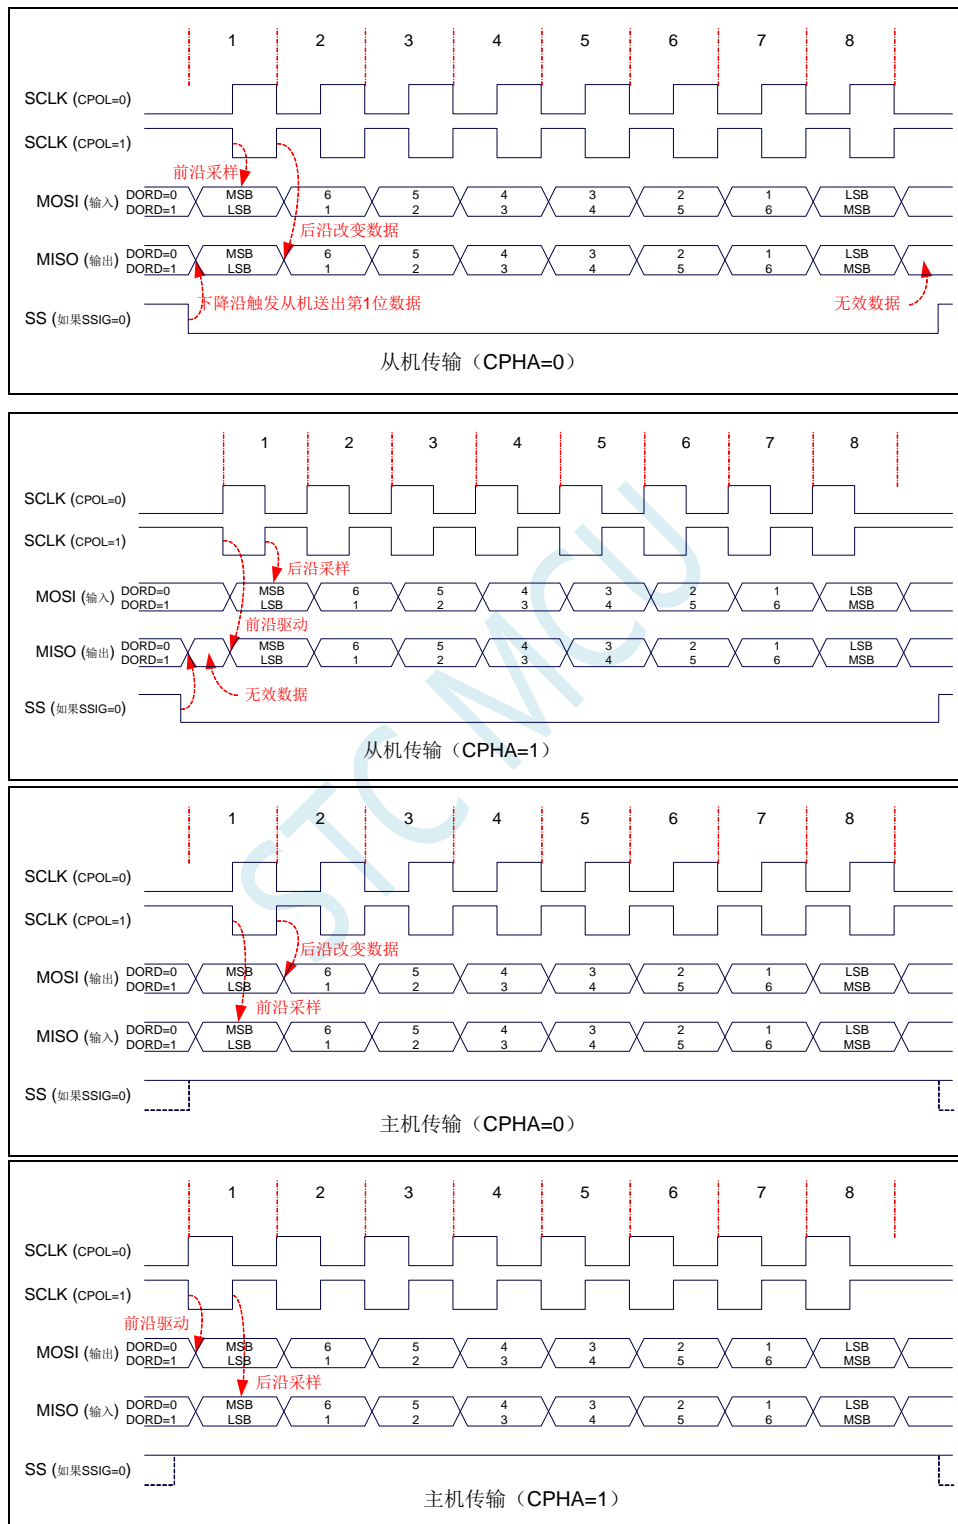 1 2 3 4 5 6 7 8
SCLK (CPOL=0)
SCLK (CPOL=1)
前沿采样
MOSI (输入) DORD=0 MSB 6 5 4 3 2 1 LSB
DORD=1 LSB 1 2 3 4 5 6 MSB
后沿改变数据
MISO (输出) DORD=0 MSB 6 5 4 3 2 1 LSB
DORD=1 LSB 1 2 3 4 5 6 MSB
下降沿触发从机送出第1位数据 无效数据
SS (如果SSIG=0)
从机传输（CPHA=0）
1 2 3 4 5 6 7 8
SCLK (CPOL=0)
SCLK (CPOL=1)
后沿采样
MOSI (输入) DORD=0 MSB 6 5 4 3 2 1 LSB
DORD=1 LSB 1 2 3 4 5 6 MSB
前沿驱动
MISO (输出) DORD=0 MSB 6 5 4 3 2 1 LSB
DORD=1 LSB 1 2 3 4 5 6 MSB
无效数据
SS (如果SSIG=0)
从机传输（CPHA=1）
STC MCU
1 2 3 4 5 6 7 8
SCLK (CPOL=0)
SCLK (CPOL=1)
后沿改变数据
MOSI (输出) DORD=0 MSB 6 5 4 3 2 1 LSB
DORD=1 LSB 1 2 3 4 5 6 MSB
前沿采样
MISO (输入) DORD=0 MSB 6 5 4 3 2 1 LSB
DORD=1 LSB 1 2 3 4 5 6 MSB
SS (如果SSIG=0)
主机传输（CPHA=0）
1 2 3 4 5 6 7 8
SCLK (CPOL=0)
SCLK (CPOL=1)
前沿驱动
MOSI (输出) DORD=0 MSB 6 5 4 3 2 1 LSB
DORD=1 LSB 1 2 3 4 5 6 MSB
后沿采样
MISO (输入) DORD=0 MSB 6 5 4 3 2 1 LSB
DORD=1 LSB 1 2 3 4 5 6 MSB
SS (如果SSIG=0)
主机传输（CPHA=1）